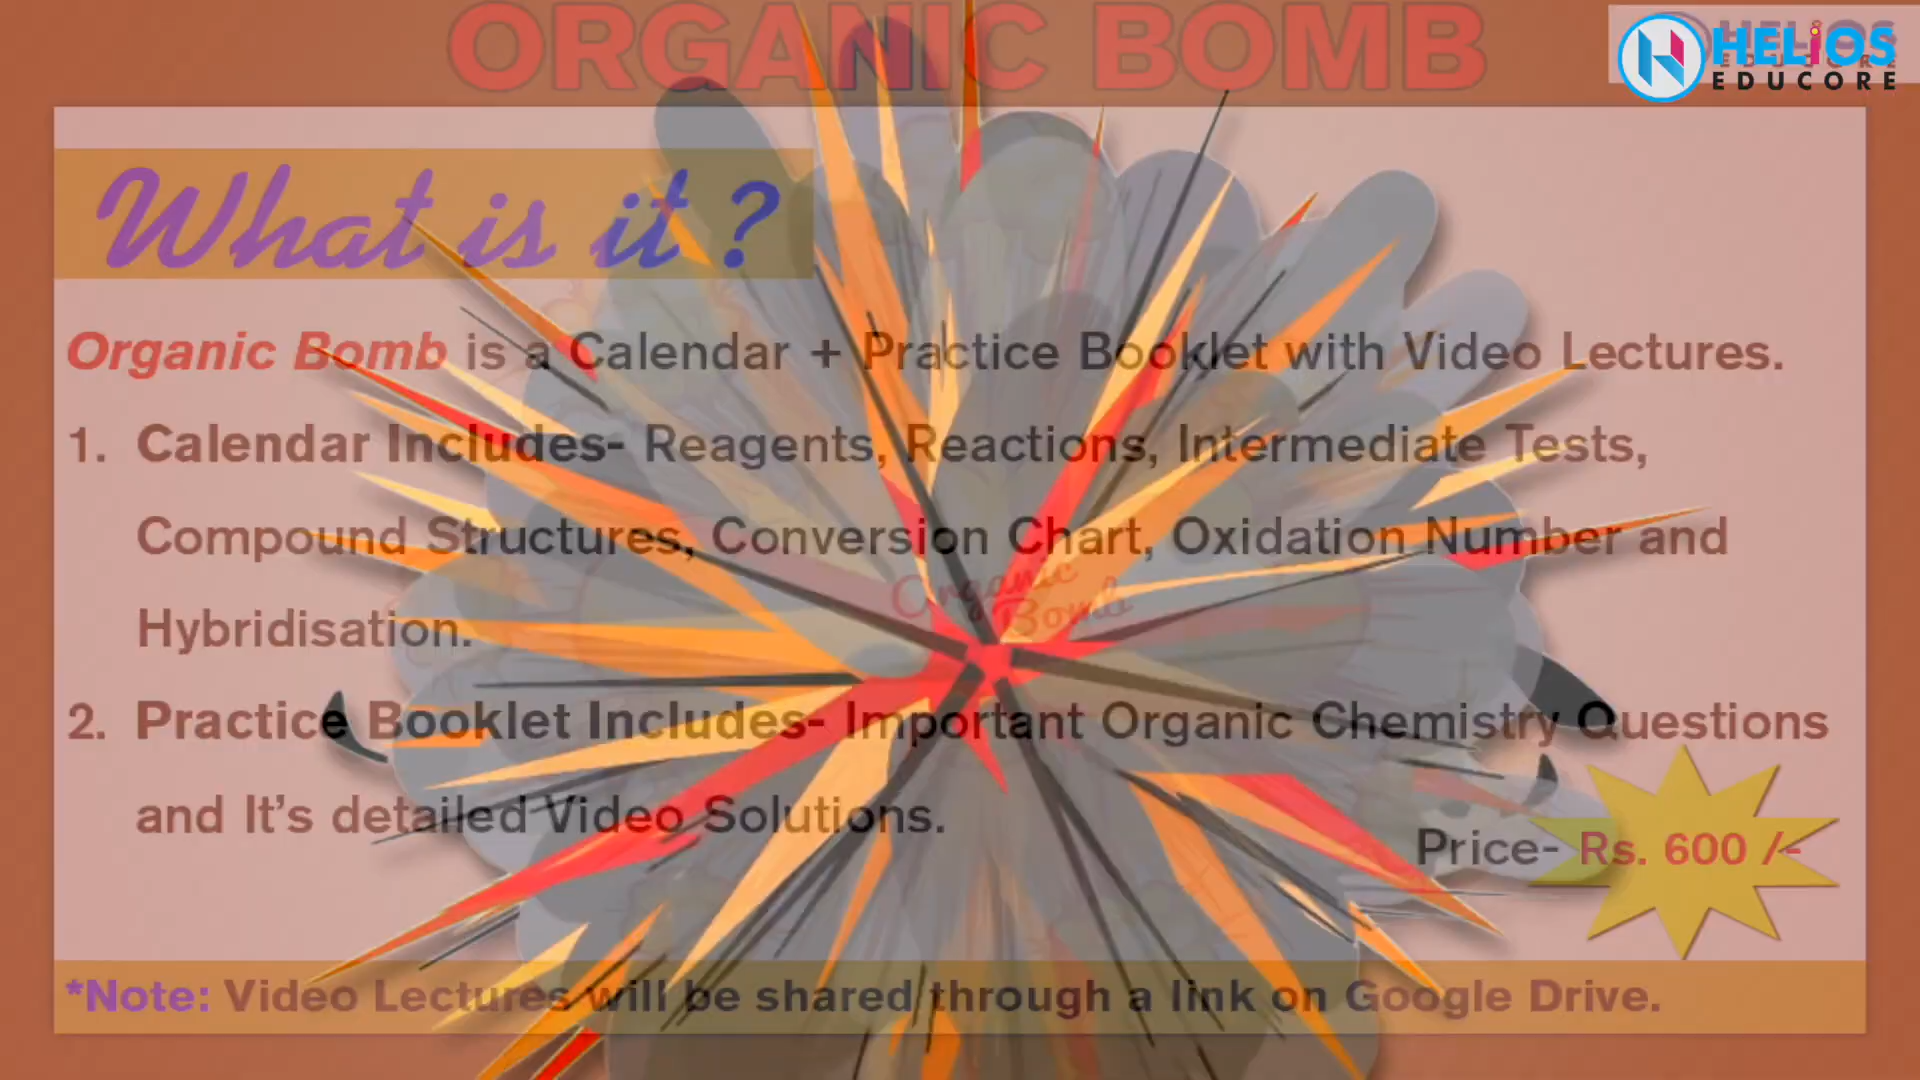 ORGANIC BOMB
HELiOS
EDUCORE
What is it ?
Organic Bomb is a Calendar + Practice Booklet with Video Lectures.
1. Calendar Includes- Reagents, Reactions, Intermediate Tests,
Compound Structures, Conversion Chart, Oxidation Number and
Hybridisation.
Organic
Bomb
2. Practice Booklet Includes- Important Organic Chemistry Questions
and It's detailed Video Solutions.
Price- Rs. 600 /-
*Note: Video Lectures will be shared through a link on Google Drive.